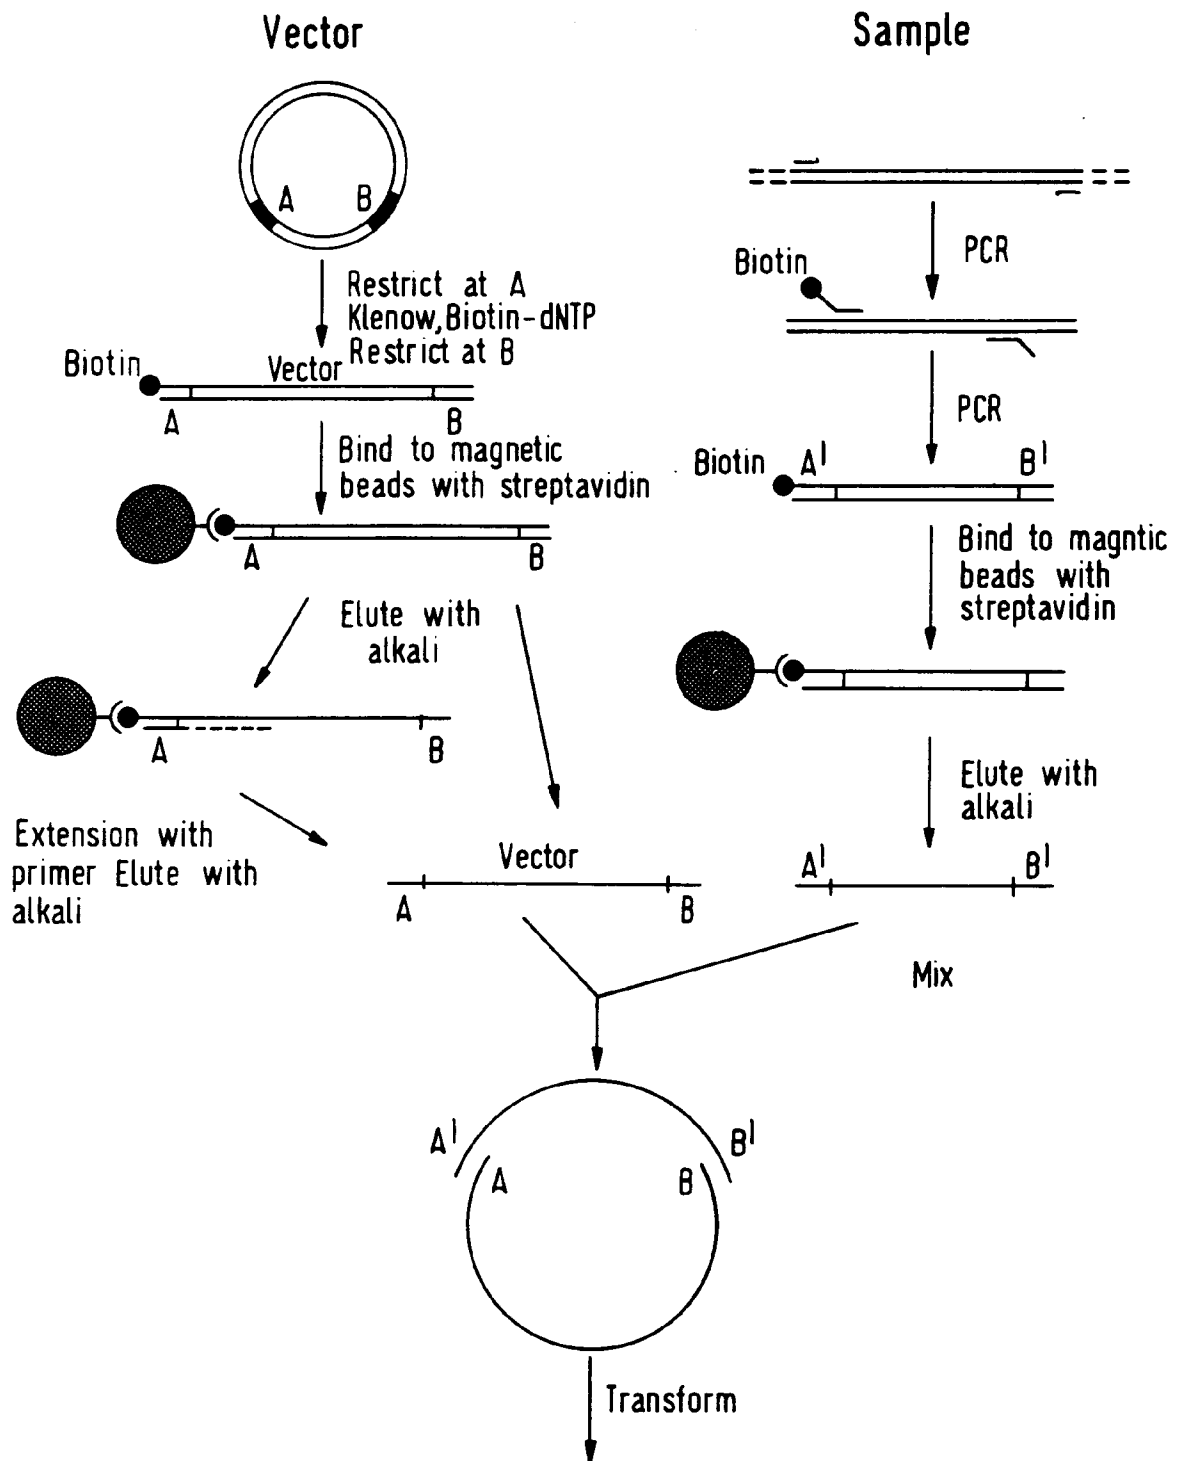 Vector
Sample
A B
Restrict at A
Klenow, Biotin-dNTP
Restrict at B
Biotin
Vector
A
B
Bind to magnetic
beads with streptavidin
A
B
Elute with
alkali
A
B
Extension with
primer Elute with
alkali
PCR
Biotin
PCR
Biotin
A'
B'
Bind to magntic
beads with
streptavidin
Elute with
alkali
Vector
A
B
A'
B'
Mix
A'
B'
A
B
Transform